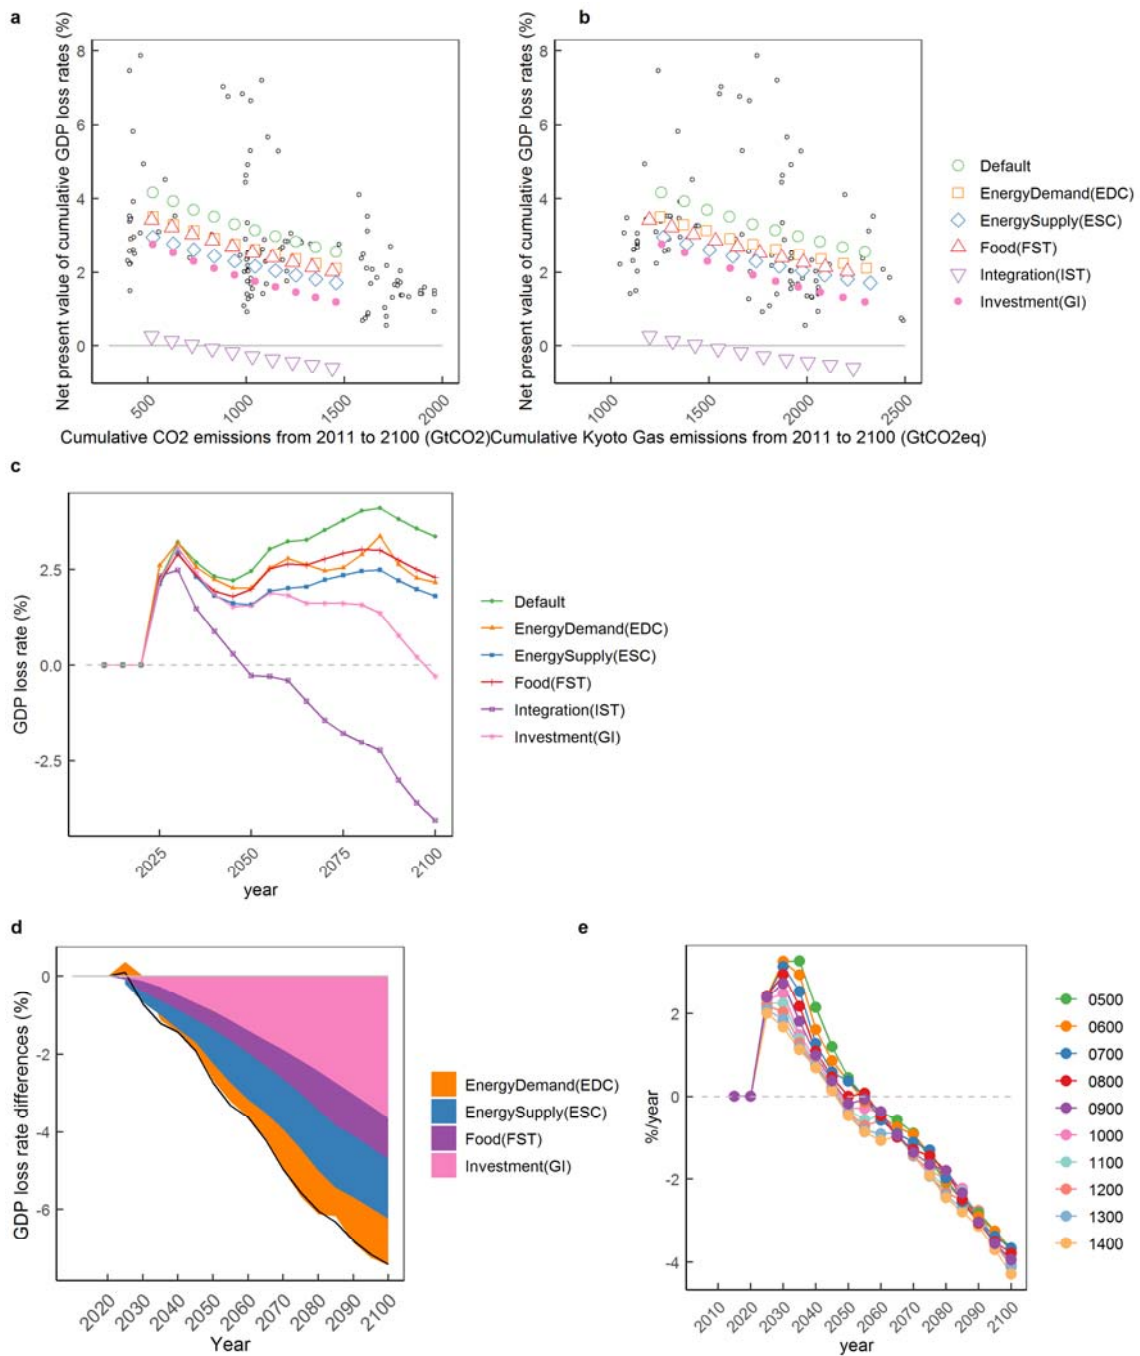 a
b
Net present value of cumulative GDP loss rates (%)
8
6
4
2
0
500
1000
1500
2000
Cumulative CO2 emissions from 2011 to 2100 (GtCO2)
Net present value of cumulative GDP loss rates (%)
8
6
4
2
0
1000
1500
2000
2500
Cumulative Kyoto Gas emissions from 2011 to 2100 (GtCO2eq)
Default
EnergyDemand(EDC)
EnergySupply(ESC)
Food(FST)
Integration(IST)
Investment(GI)
c
GDP loss rate (%)
2.5
0.0
-2.5
2025
2050
2075
2100
year
Default
EnergyDemand(EDC)
EnergySupply(ESC)
Food(FST)
Integration(IST)
Investment(GI)
d
GDP loss rate differences (%)
0
-2
-4
-6
2020
2030
2040
2050
2060
2070
2080
2090
2100
Year
EnergyDemand(EDC)
EnergySupply(ESC)
Food(FST)
Investment(GI)
e
%/year
2
0
-2
-4
2010
2020
2030
2040
2050
2060
2070
2080
2090
2100
year
0500
0600
0700
0800
0900
1000
1100
1200
1300
1400